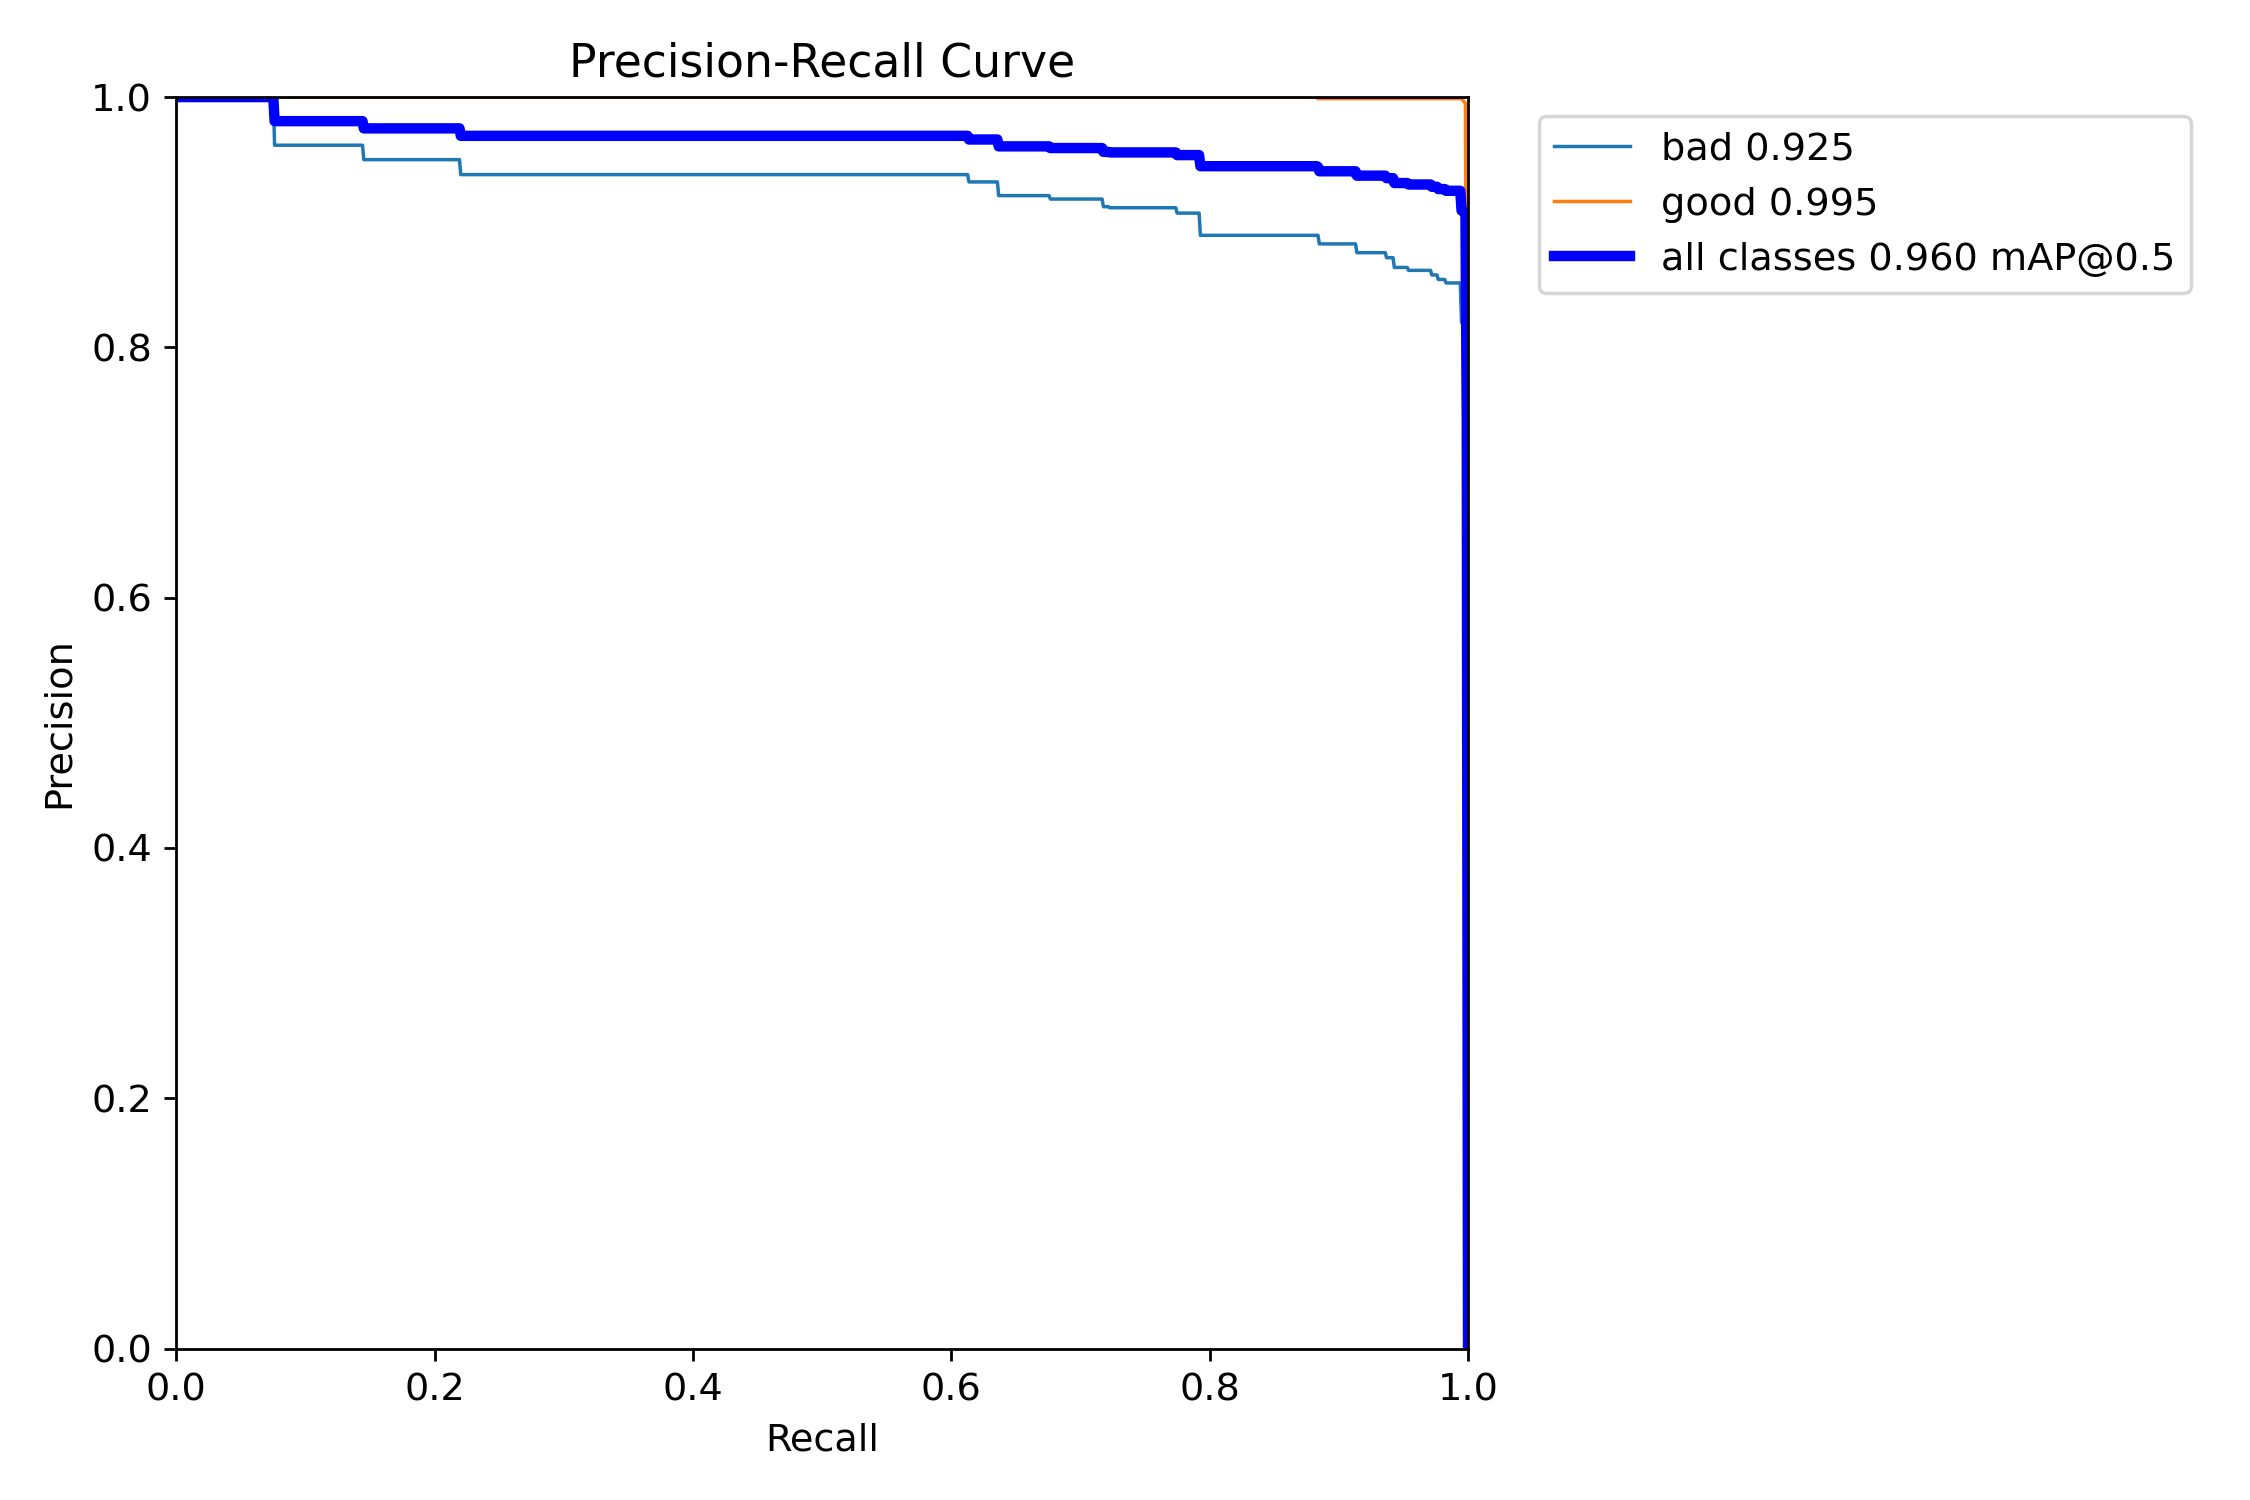 Precision-Recall Curve
1.0
0.8
0.6
0.4
0.2
0.0
Precision
0.0 0.2 0.4 0.6 0.8 1.0
Recall
bad 0.925
good 0.995
all classes 0.960 mAP@0.5